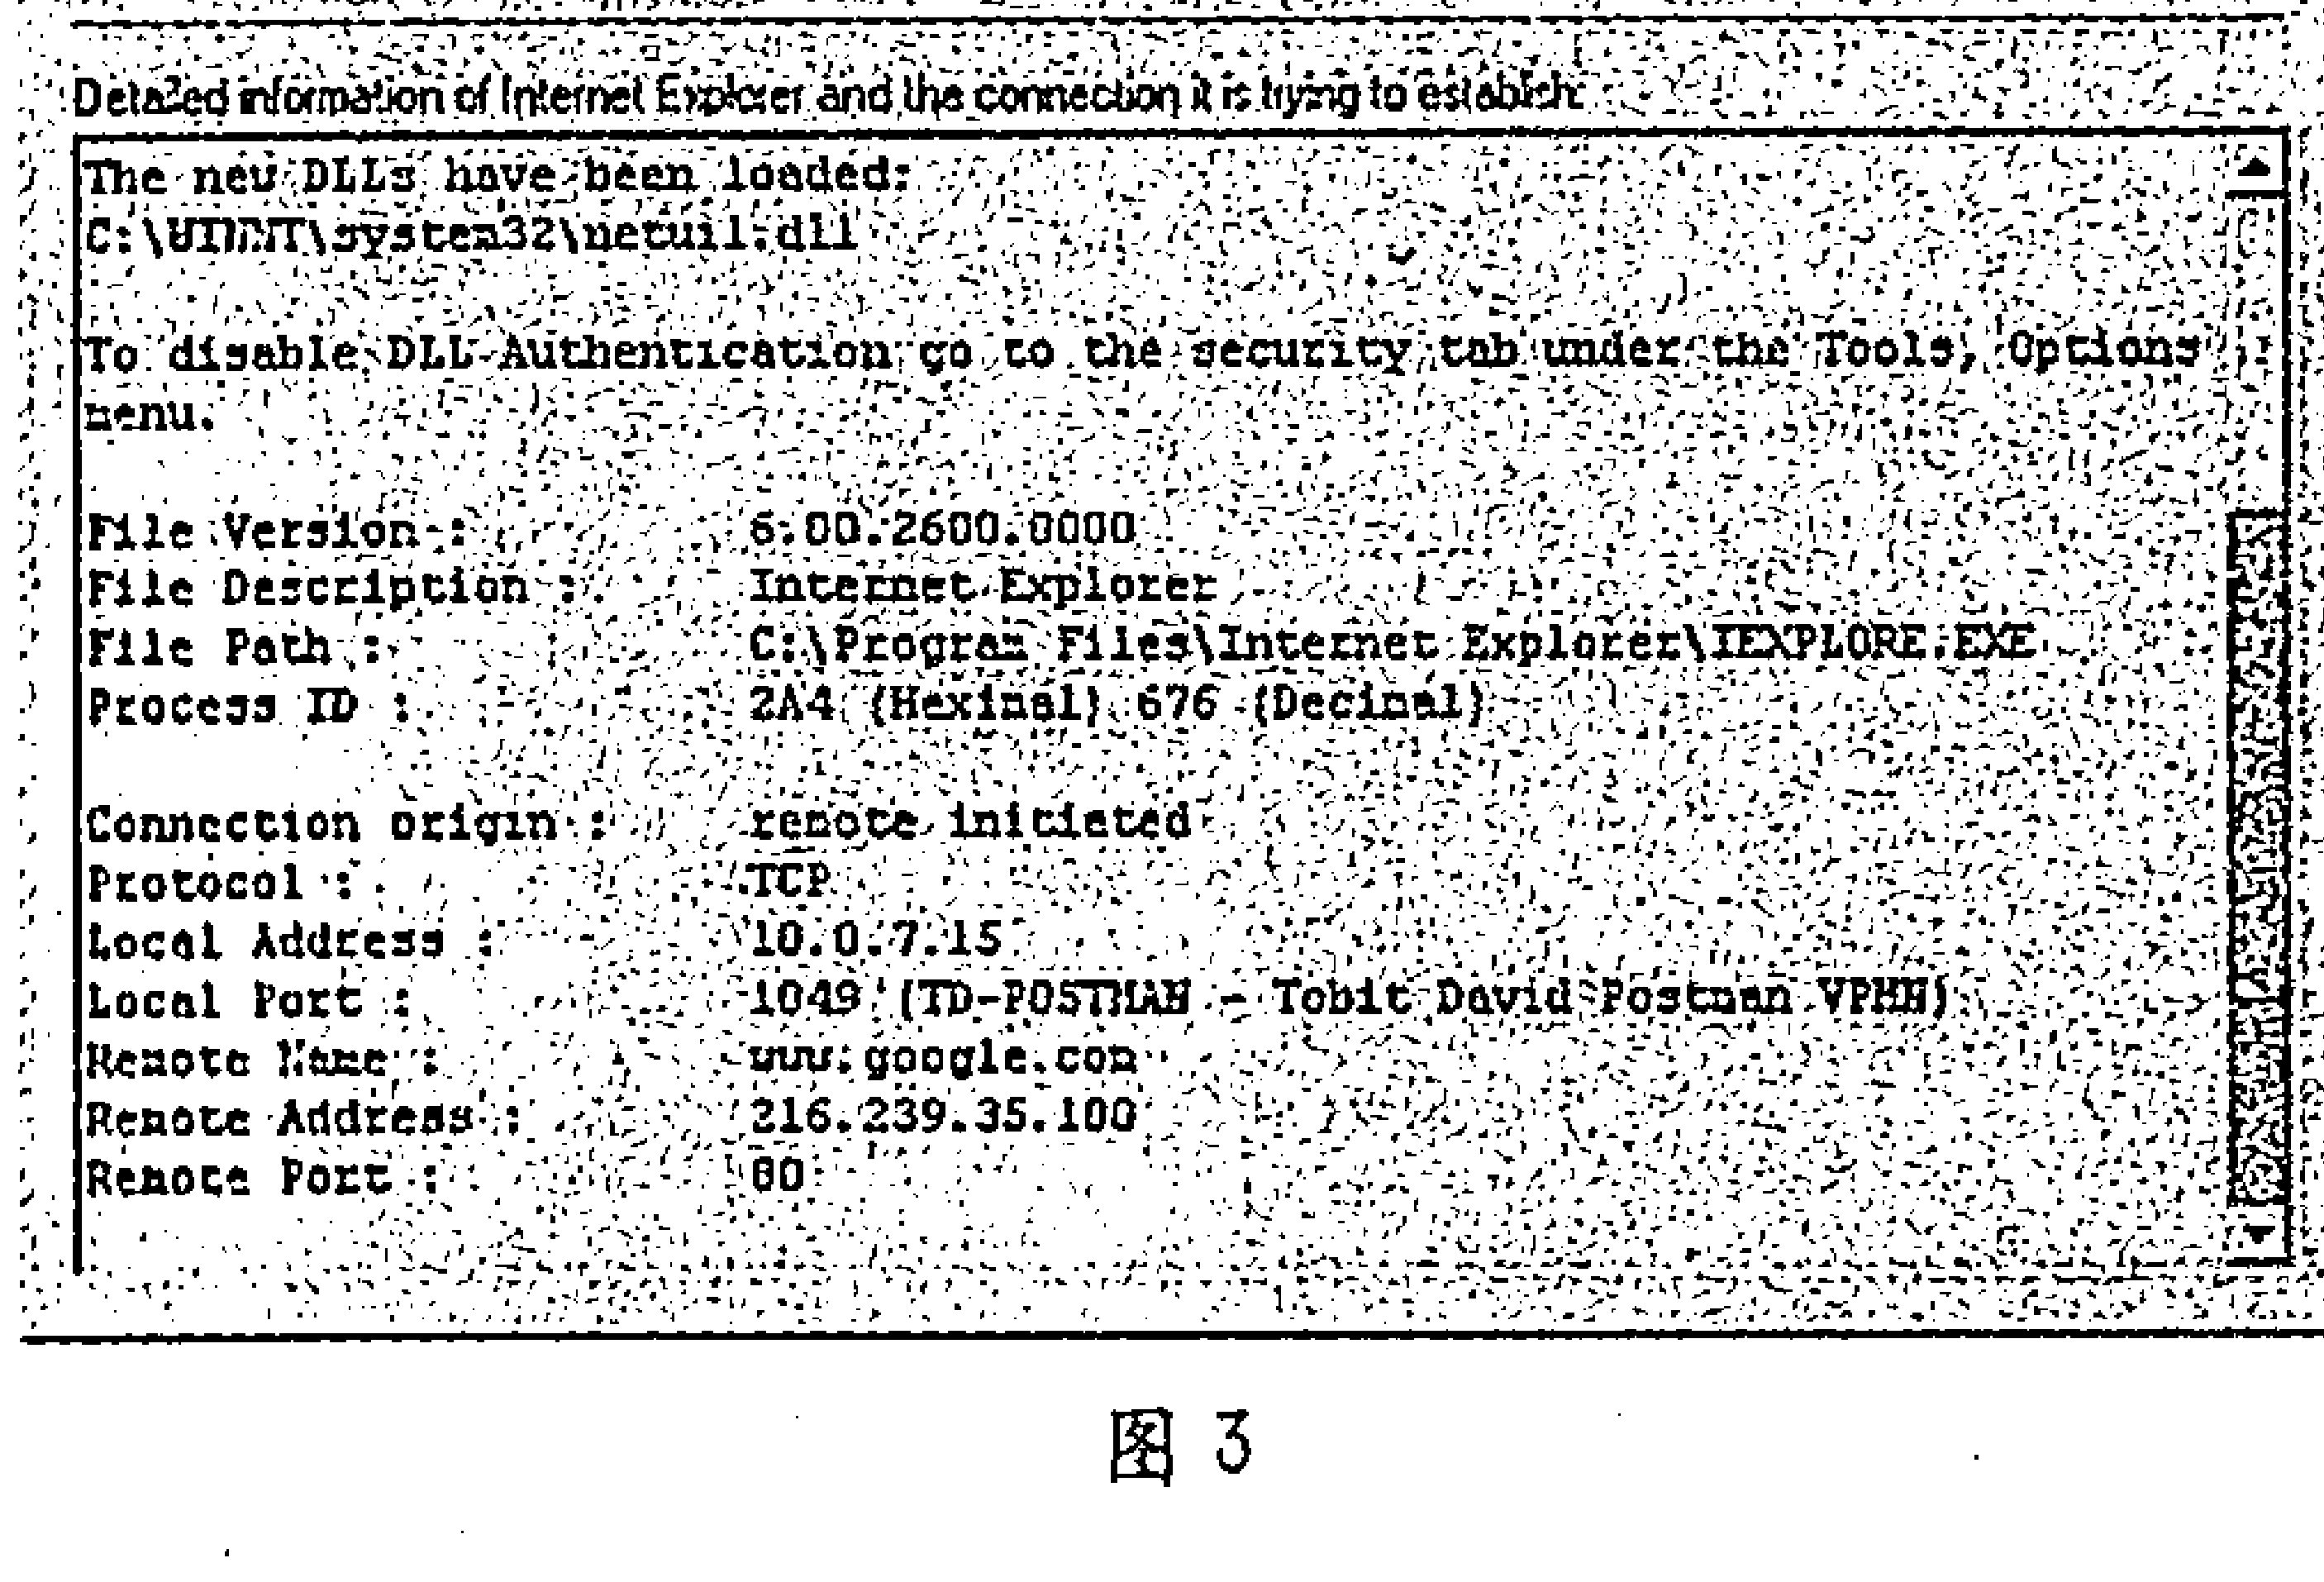 Detailed information of Internet Explorer and the connection it is trying to establish:
The new DLLs have been loaded:
C:\WINNT\system32\netuil.dll
To disable DLL Authentication go to the security tab under the Tools, Options
menu.
File Version : 6.00.2600.0000
File Description : Internet Explorer
File Path : C:\Program Files\Internet Explorer\IEXPLORE.EXE
Process ID : 2A4 (Heximal) 676 (Decimal)
Connection origin : remote initiated
Protocol : TCP
Local Address : 10.0.7.15
Local Port : 1049 (TD-POSTMAN - Tobit David Postman VPMN)
Remote Name : www.google.com
Remote Address : 216.239.35.100
Remote Port : 80
图 3